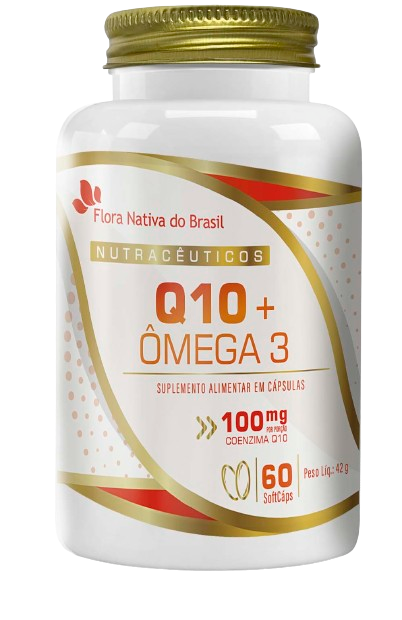 Flora Nativa do Brasil
NUTRACÊUTICOS
Q10 +
ÔMEGA 3
SUPLEMENTO ALIMENTAR EM CÁPSULAS
100mg
POR PORÇÃO
COENZIMA Q10
60
SoftCáps
Peso Líq.: 42 g